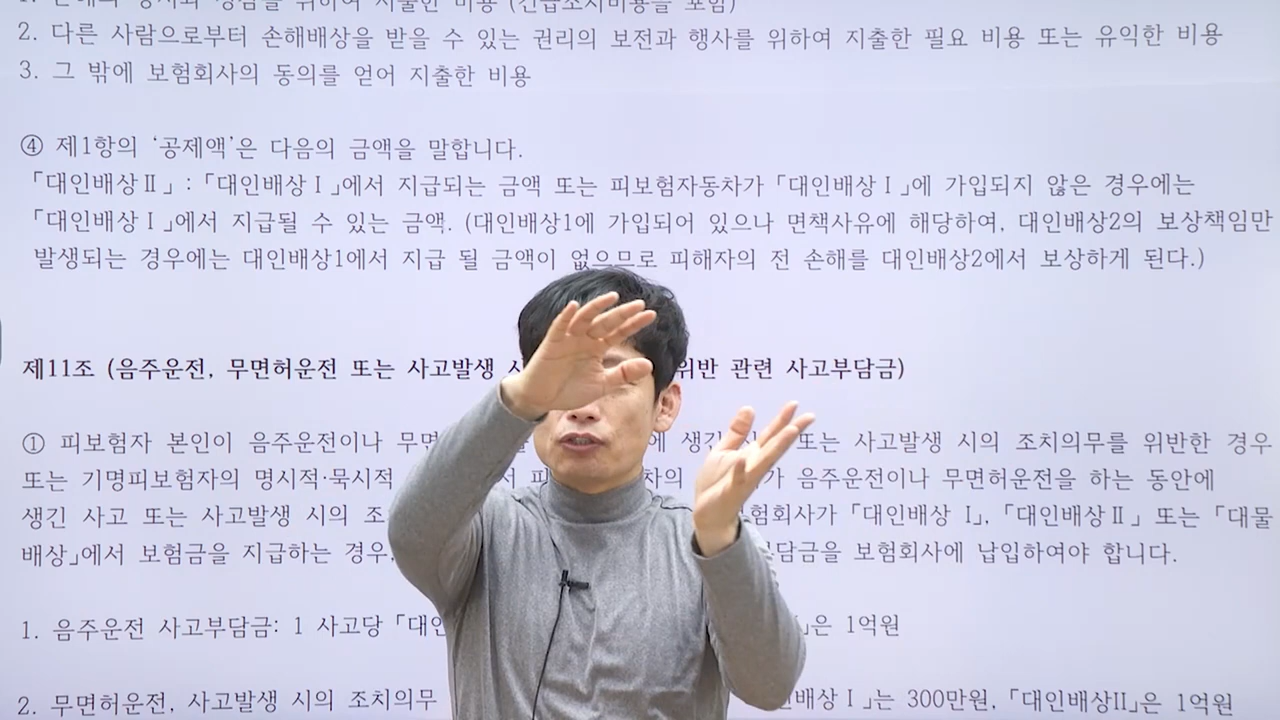 2. 다른 사람으로부터 손해배상을 받을 수 있는 권리의 보전과 행사를 위하여 지출한 필요 비용 또는 유익한 비용
3. 그 밖에 보험회사의 동의를 얻어 지출한 비용
④ 제1항의 '공제액'은 다음의 금액을 말합니다.
「대인배상Ⅱ」 : 「대인배상Ⅰ」에서 지급되는 금액 또는 피보험자동차가 「대인배상Ⅰ」에 가입되지 않은 경우에는
「대인배상Ⅰ」에서 지급될 수 있는 금액. (대인배상1에 가입되어 있으나 면책사유에 해당하여, 대인배상2의 보상책임만
발생되는 경우에는 대인배상1에서 지급 될 금액이 없으므로 피해자의 전 손해를 대인배상2에서 보상하게 된다.)
제11조 (음주운전, 무면허운전 또는 사고발생 위반 관련 사고부담금)
① 피보험자 본인이 음주운전이나 무면 에 생긴 또는 사고발생 시의 조치의무를 위반한 경우
또는 기명피보험자의 명시적·묵시적 서 피 차의 가 음주운전이나 무면허운전을 하는 동안에
생긴 사고 또는 사고발생 시의 조 험회사가 「대인배상 Ⅰ」, 「대인배상Ⅱ」 또는 「대물
배상」에서 보험금을 지급하는 경우, 담금을 보험회사에 납입하여야 합니다.
1. 음주운전 사고부담금: 1 사고당 「대인 」은 1억원
2. 무면허운전, 사고발생 시의 조치의무 인배상Ⅰ」는 300만원, 「대인배상II」은 1억원